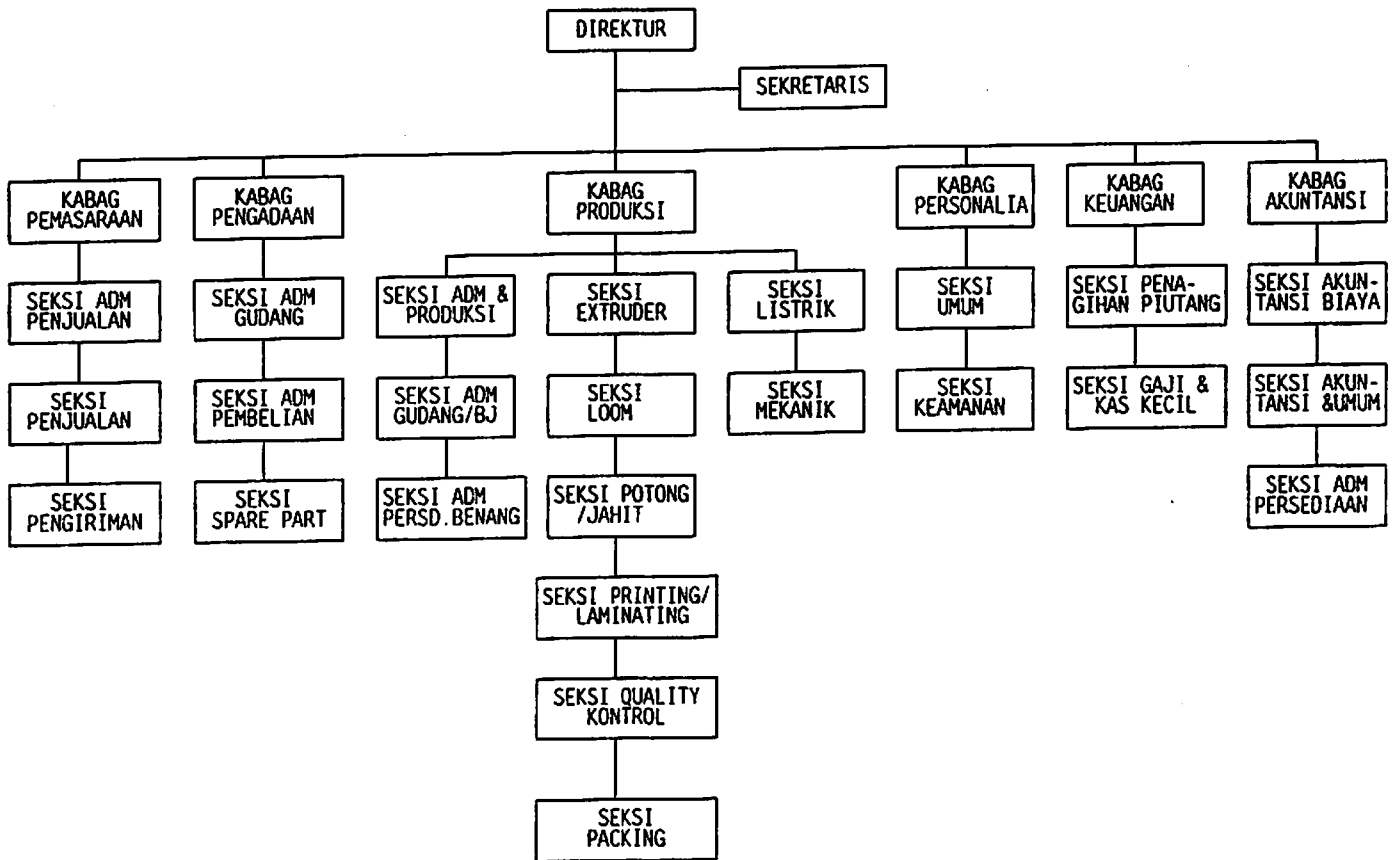 DIREKTUR
SEKRETARIS
KABAG
PEMASARAAN
KABAG
PENGADAAN
KABAG
PRODUKSI
KABAG
PERSONALIA
KABAG
KEUANGAN
KABAG
AKUNTANSI
SEKSI ADM
PENJUALAN
SEKSI ADM
GUDANG
SEKSI ADM &
PRODUKSI
SEKSI
EXTRUDER
SEKSI
LISTRIK
SEKSI
UMUM
SEKSI PENA-
GIHAN PIUTANG
SEKSI AKUN-
TANSI BIAYA
SEKSI
PENJUALAN
SEKSI ADM
PEMBELIAN
SEKSI ADM
GUDANG/BJ
SEKSI
LOOM
SEKSI
MEKANIK
SEKSI
KEAMANAN
SEKSI GAJI &
KAS KECIL
SEKSI AKUN-
TANSI &UMUM
SEKSI
PENGIRIMAN
SEKSI
SPARE PART
SEKSI ADM
PERSD.BENANG
SEKSI POTONG
/JAHIT
SEKSI ADM
PERSEDIAAN
SEKSI PRINTING/
LAMINATING
SEKSI QUALITY
KONTROL
SEKSI
PACKING